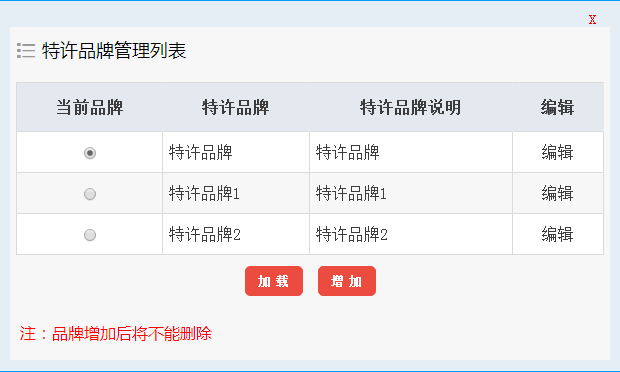 x
特许品牌管理列表
当前品牌 特许品牌 特许品牌说明 编辑
特许品牌 特许品牌 编辑
特许品牌1 特许品牌1 编辑
特许品牌2 特许品牌2 编辑
加 载 增 加
注：品牌增加后将不能删除